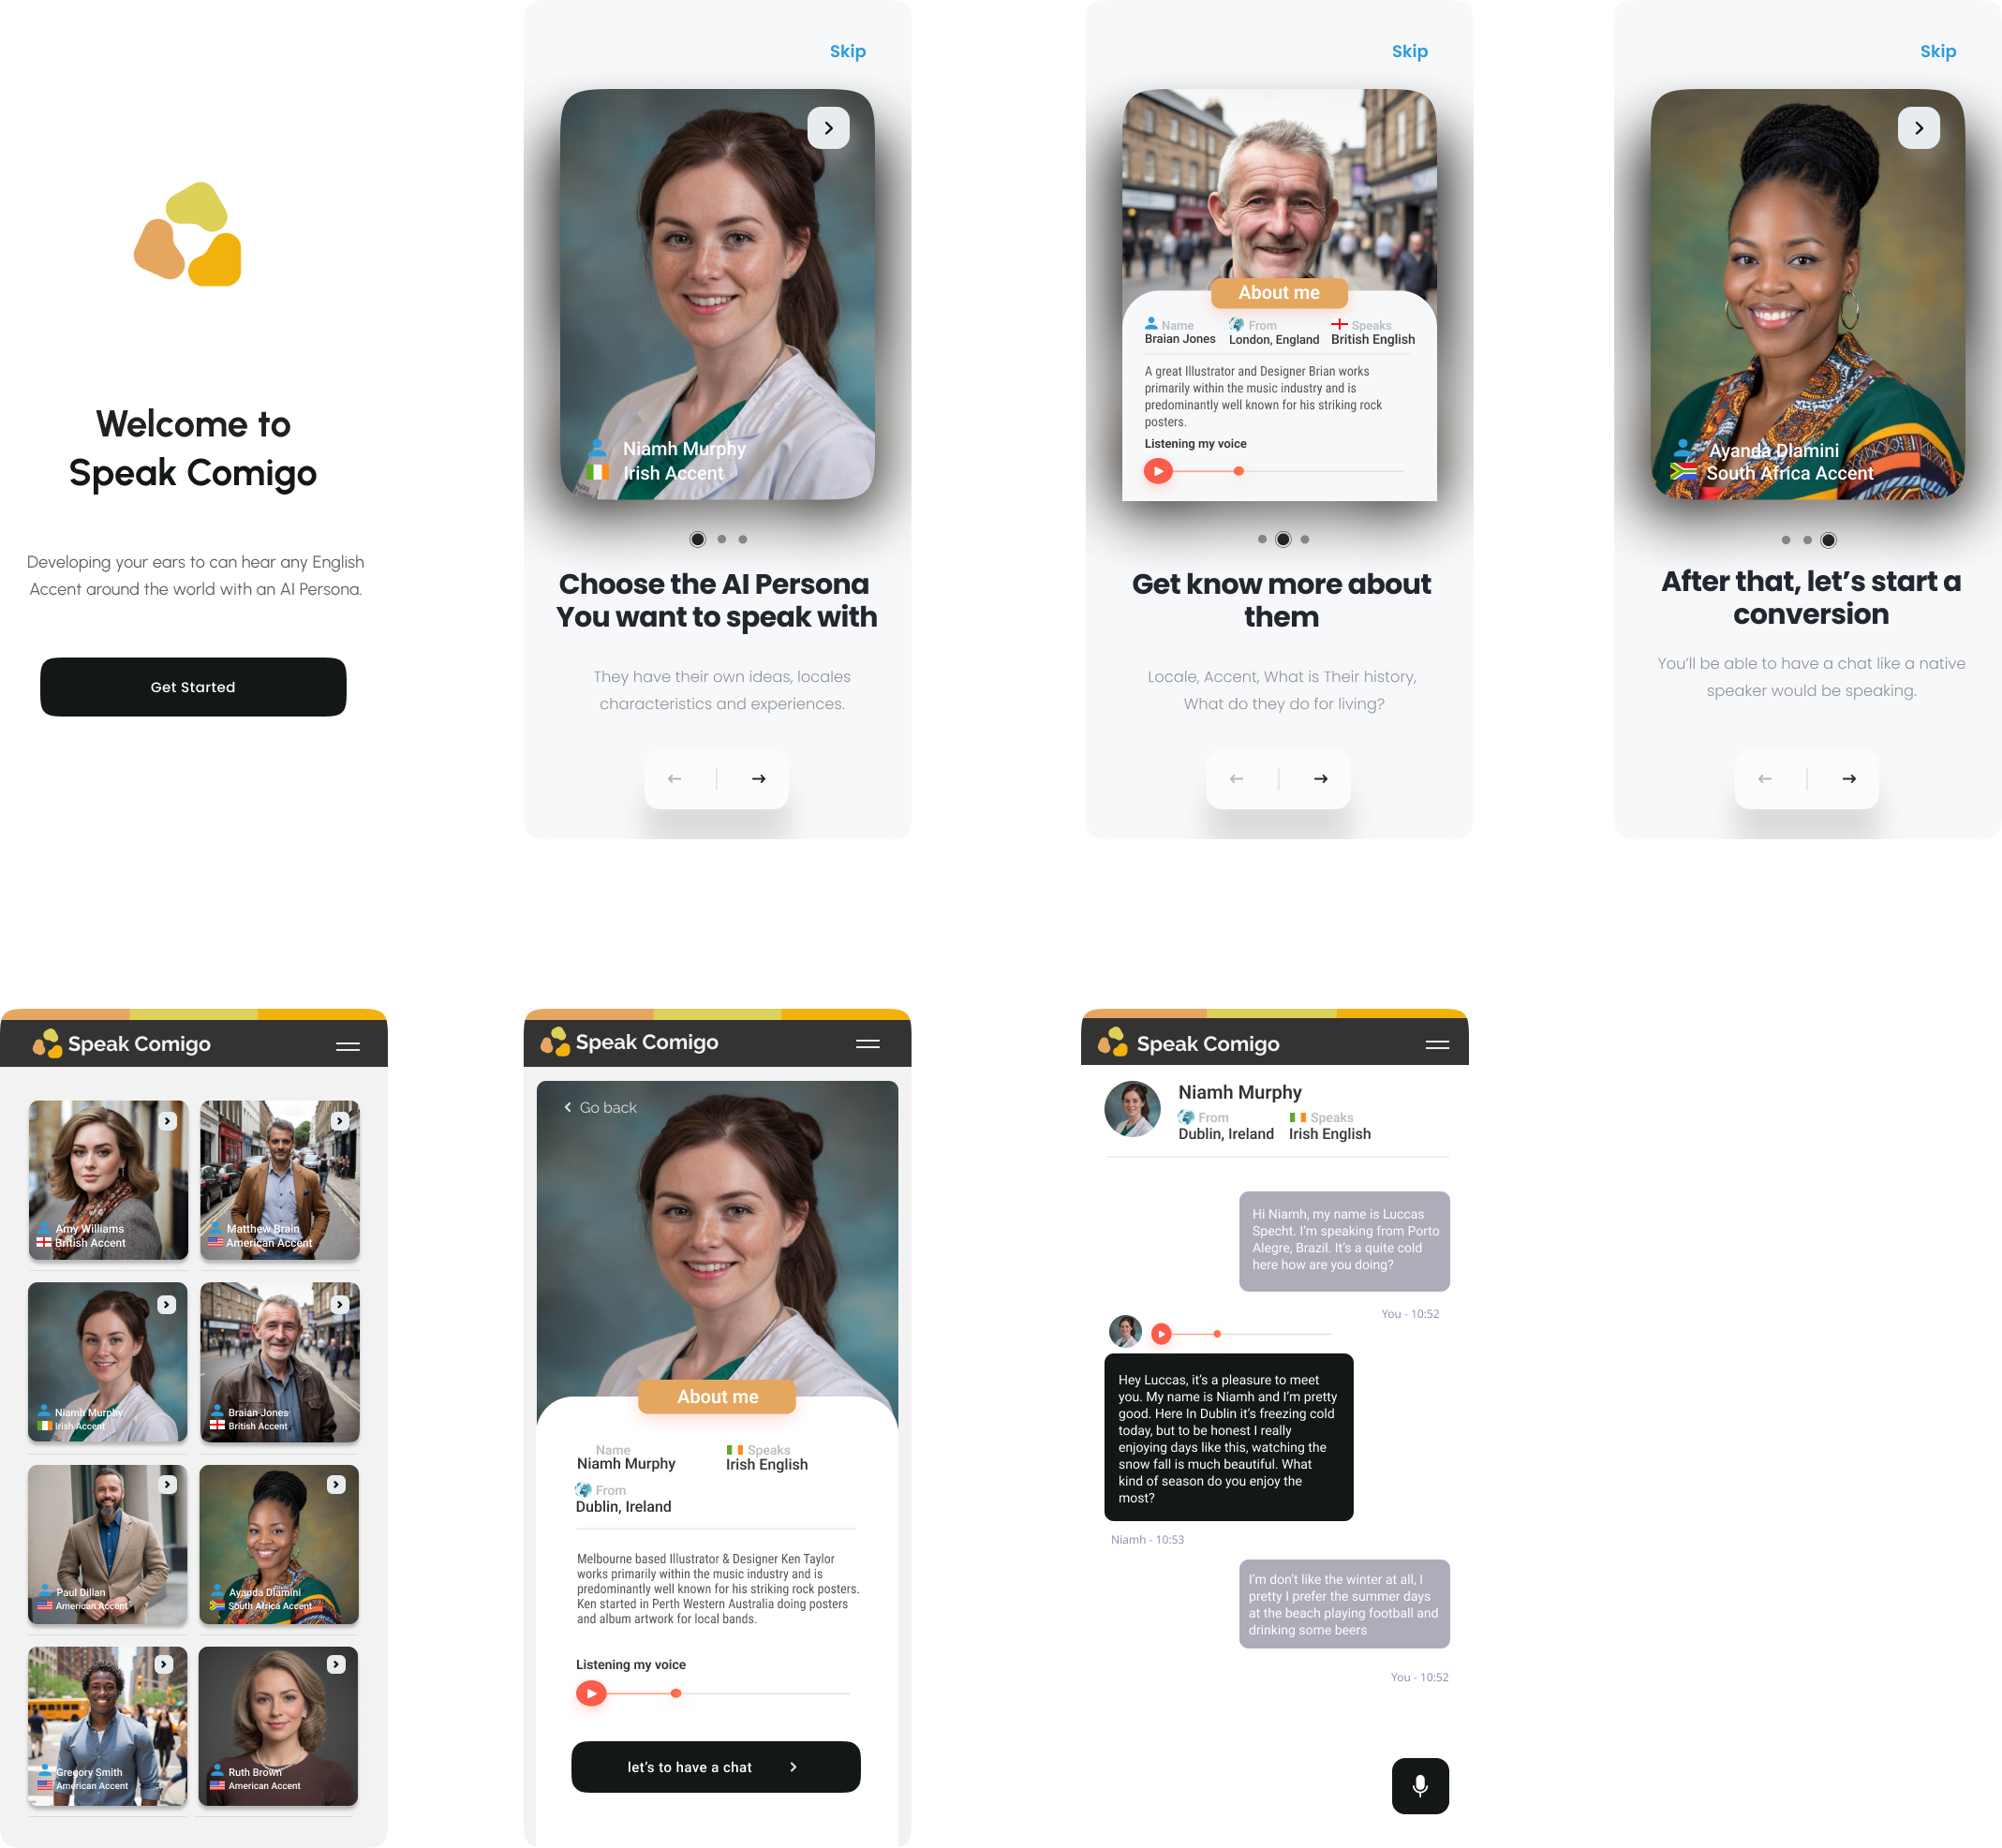 Welcome to
Speak Comigo
Developing your ears to can hear any English
Accent around the world with an AI Persona.
Get Started
Skip
Niamh Murphy
Irish Accent
Choose the AI Persona
You want to speak with
They have their own ideas, locales
characteristics and experiences.
Skip
About me
Name
Braian Jones
From
London, England
Speaks
British English
A great Illustrator and Designer Brian works
primarily within the music industry and is
predominantly well known for his striking rock
posters.
Listening my voice
Get know more about
them
Locale, Accent, What is Their history,
What do they do for living?
Skip
Ayanda Dlamini
South Africa Accent
After that, let's start a
conversion
You'll be able to have a chat like a native
speaker would be speaking.
Speak Comigo
Amy Williams
British Accent
Matthew Brain
American Accent
Niamh Murphy
Irish Accent
Braian Jones
British Accent
Paul Dillan
American Accent
Ayanda Dlamini
South Africa Accent
Gregory Smith
American Accent
Ruth Brown
American Accent
Speak Comigo
Go back
About me
Name
Niamh Murphy
Speaks
Irish English
From
Dublin, Ireland
Melbourne based Illustrator & Designer Ken Taylor
works primarily within the music industry and is
predominantly well known for his striking rock posters.
Ken started in Perth Western Australia doing posters
and album artwork for local bands.
Listening my voice
let's to have a chat
Speak Comigo
Niamh Murphy
From
Dublin, Ireland
Speaks
Irish English
Hi Niamh, my name is Luccas
Specht. I'm speaking from Porto
Alegre, Brazil. It's a quite cold
here how are you doing?
You - 10:52
Hey Luccas, it's a pleasure to meet
you. My name is Niamh and I'm pretty
good. Here In Dublin it's freezing cold
today, but to be honest I really
enjoying days like this, watching the
snow fall is much beautiful. What
kind of season do you enjoy the
most?
Niamh - 10:53
I'm don't like the winter at all, I
pretty I prefer the summer days
at the beach playing football and
drinking some beers
You - 10:52